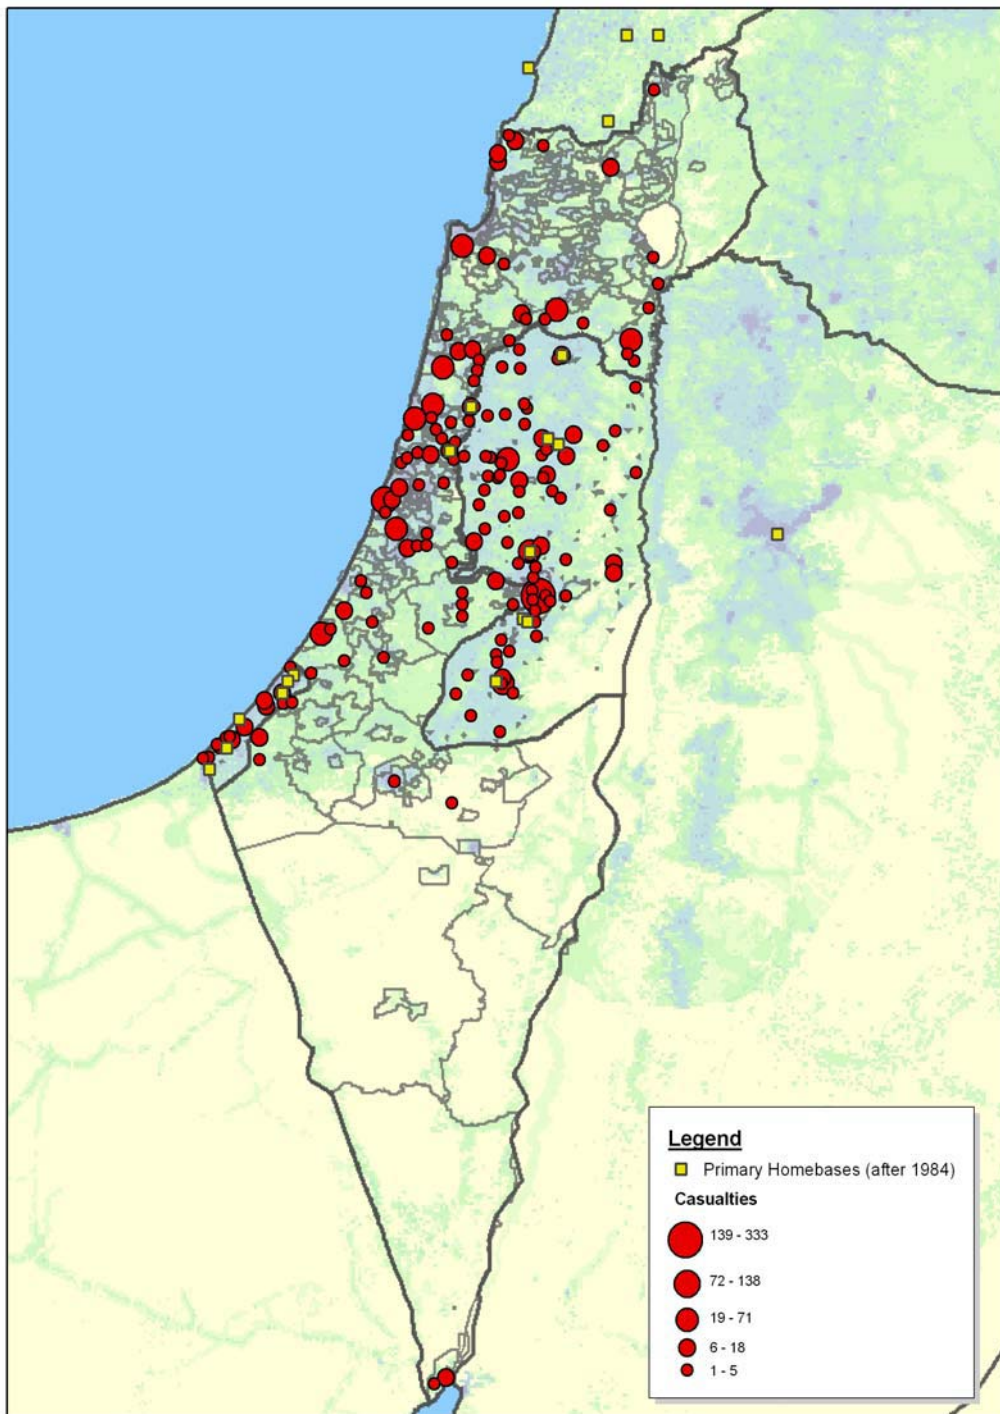 Legend
Primary Homebases (after 1984)
Casualties
139 - 333
72 - 138
19 - 71
6 - 18
1 - 5